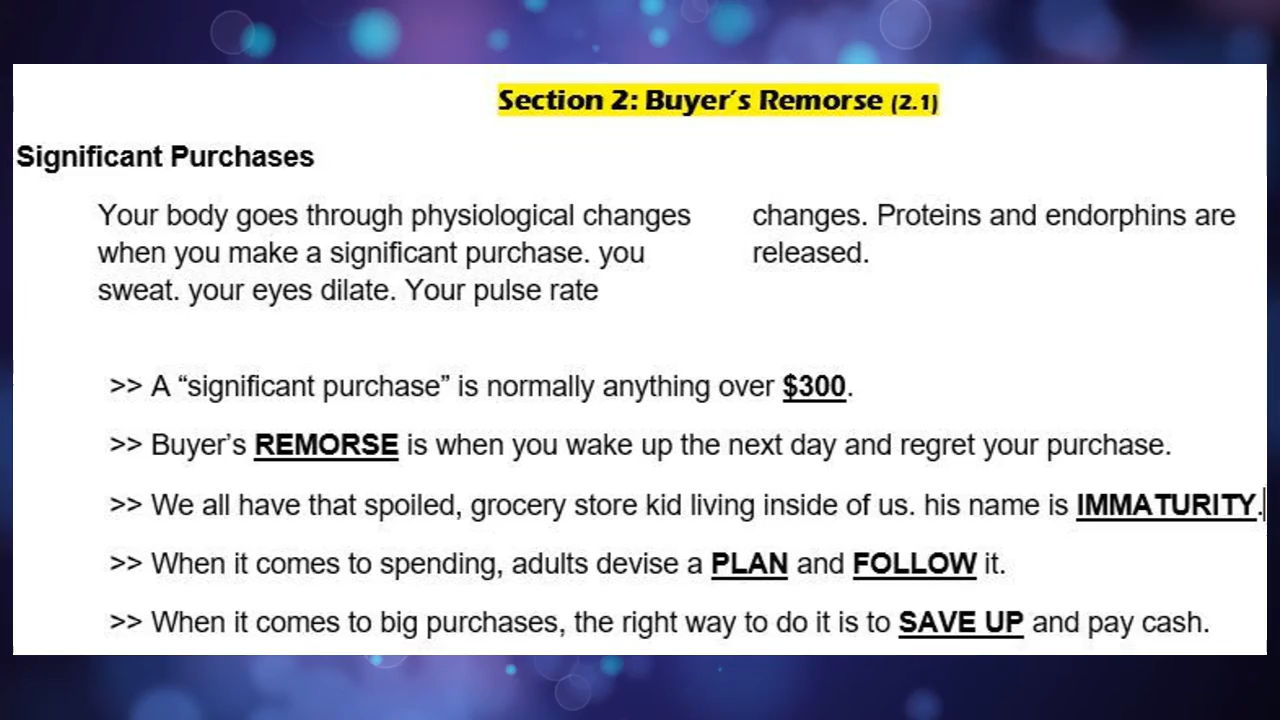 Section 2: Buyer´s Remorse (2.1)
Significant Purchases
Your body goes through physiological changes
when you make a significant purchase. you
sweat. your eyes dilate. Your pulse rate
changes. Proteins and endorphins are
released.
>> A “significant purchase” is normally anything over $300.
>> Buyer’s REMORSE is when you wake up the next day and regret your purchase.
>> We all have that spoiled, grocery store kid living inside of us. his name is IMMATURITY.
>> When it comes to spending, adults devise a PLAN and FOLLOW it.
>> When it comes to big purchases, the right way to do it is to SAVE UP and pay cash.